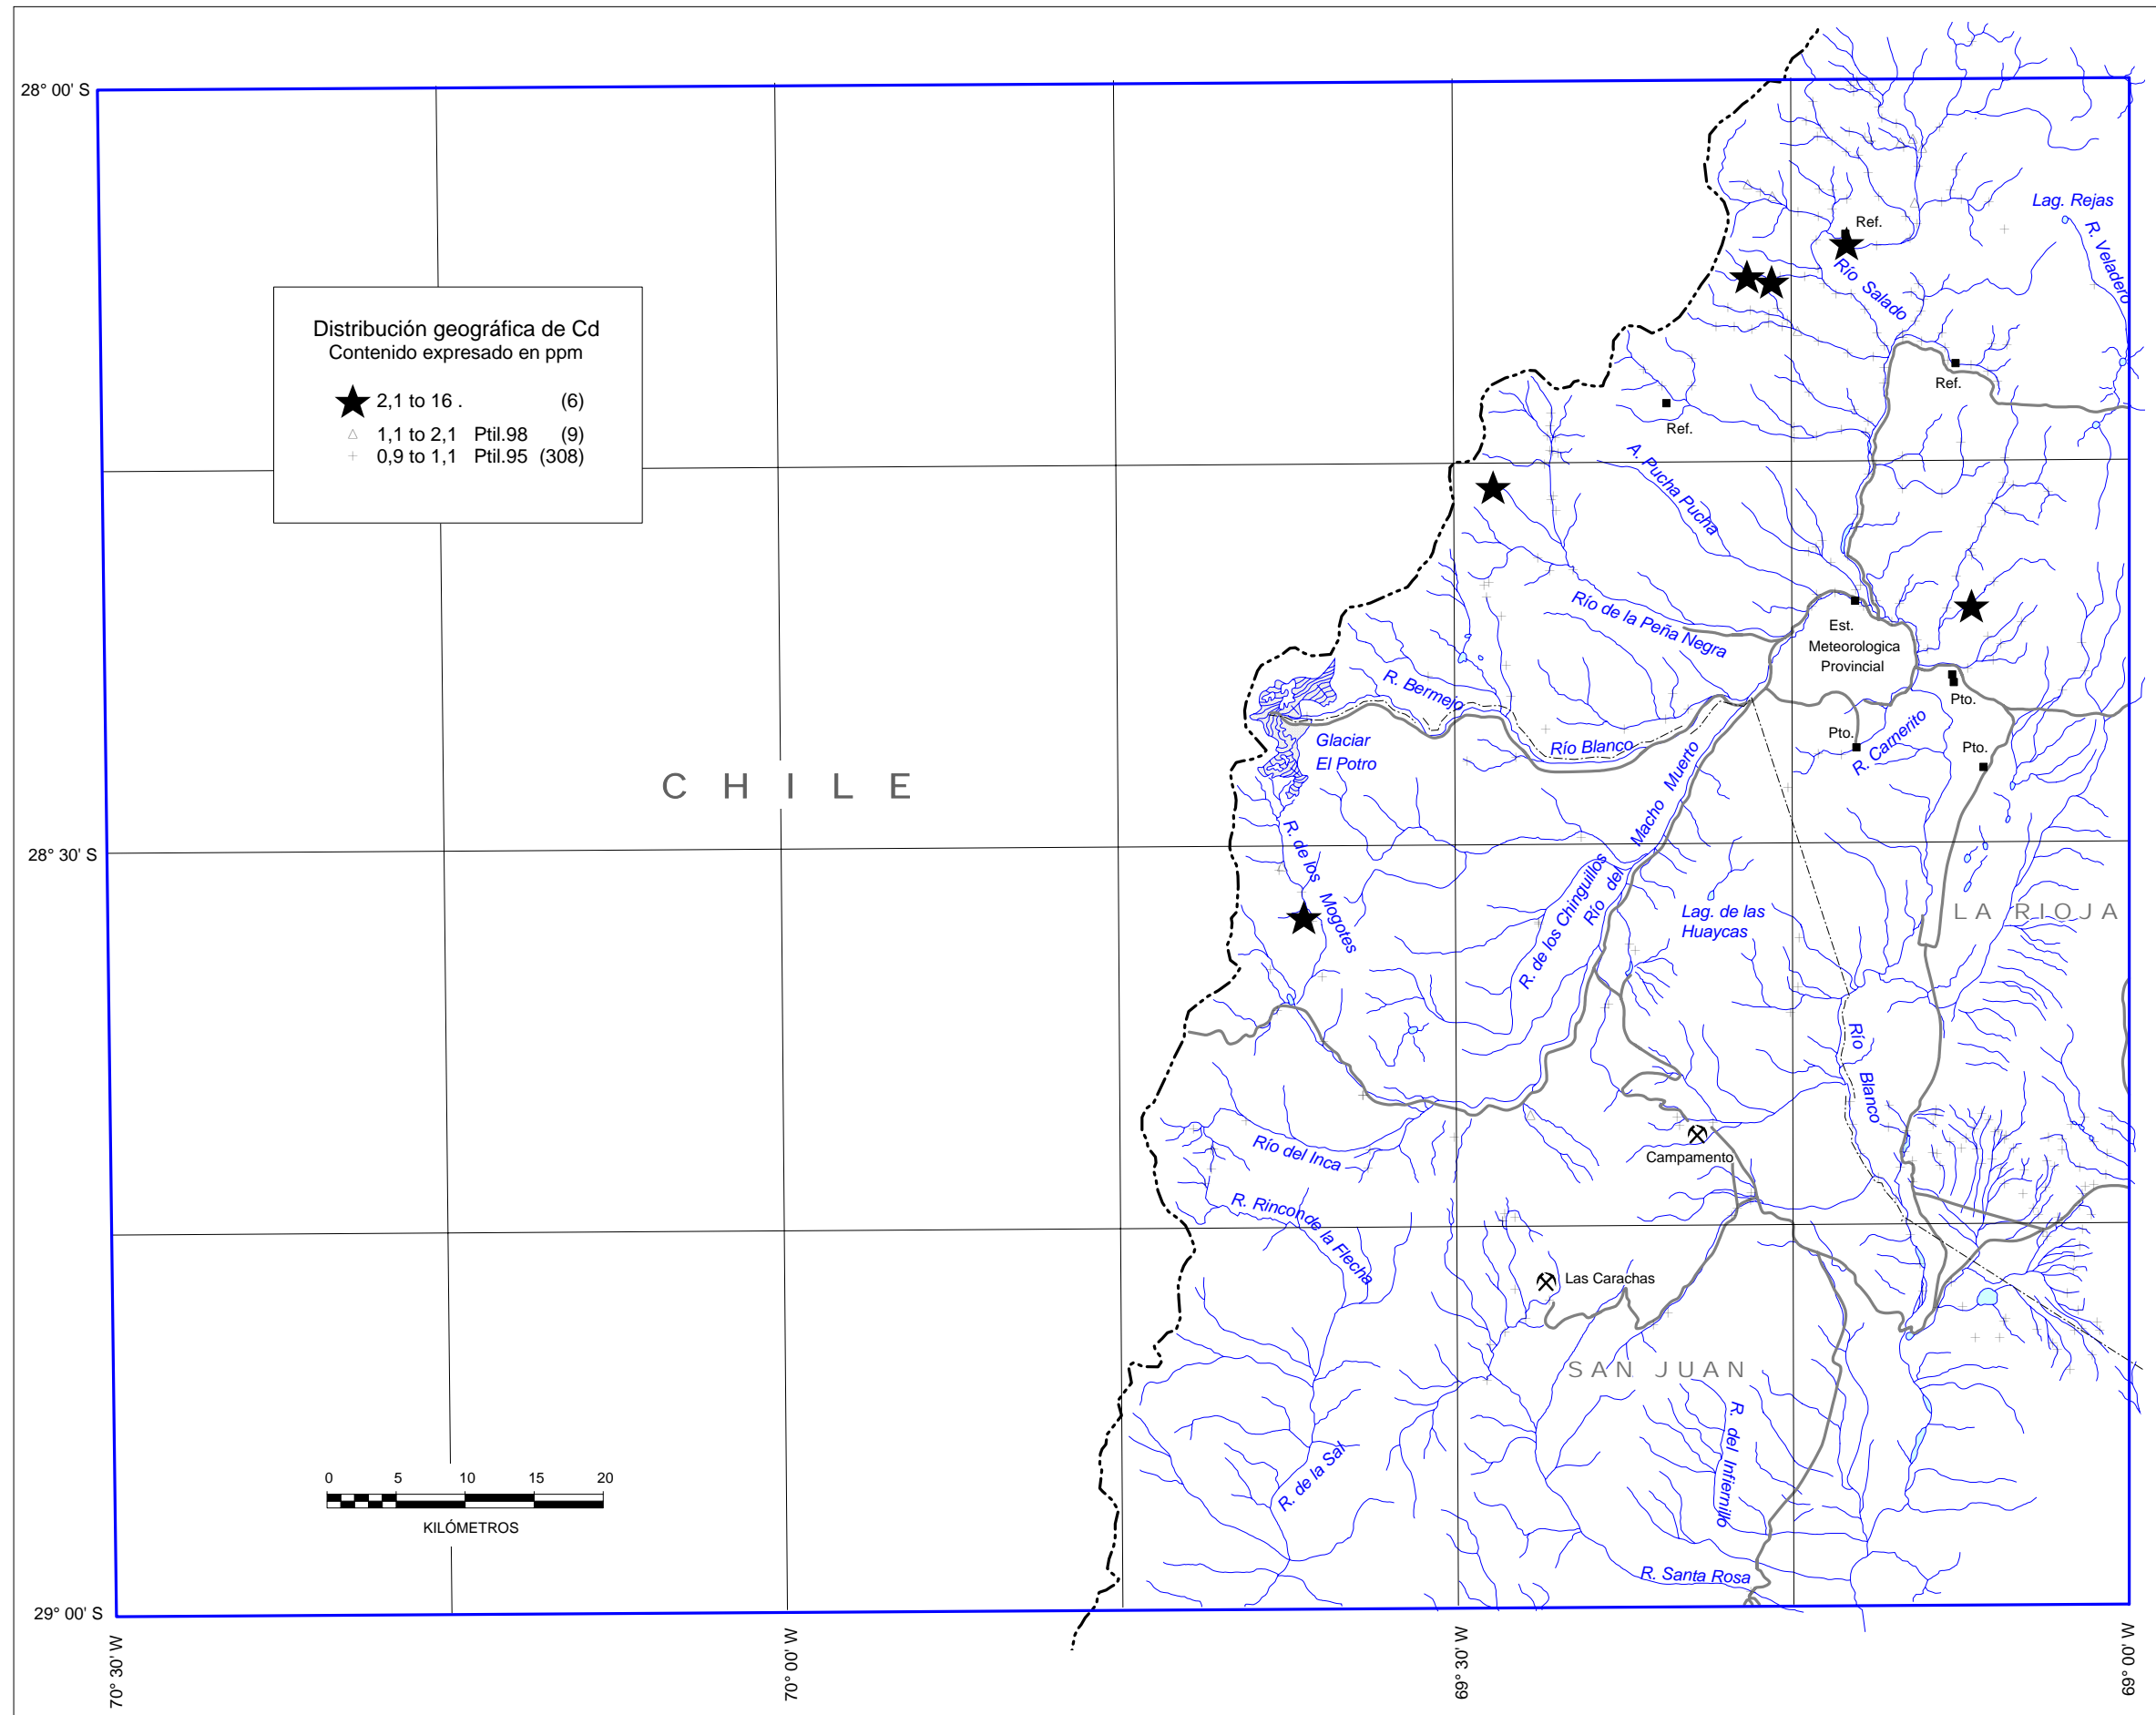 28° 00' S
Lag. Rejas
Ref.
R. Veladero
Río Salado
Distribución geográfica de Cd
Contenido expresado en ppm
2,1 to 16 . (6)
1,1 to 2,1 Ptil.98 (9)
0,9 to 1,1 Ptil.95 (308)
Ref.
Ref.
A. Pucha Pucha
Río de la Peña Negra
Est.
Meteorologica
Provincial
R. Bermejo
Pto.
Glaciar
El Potro
Río Blanco
Pto.
R. Carnerito
Pto.
C H I L E
Río del Macho Muerto
28° 30' S
R. de los Mogotes
R. de los Chinguillos
Lag. de las
Huaycas
LA RIOJA
Río Blanco
Río del Inca
Campamento
R. Rincon de la Flecha
Las Carachas
SAN JUAN
R. del Infiernillo
R. de la Sal
0 5 10 15 20
KILÓMETROS
R. Santa Rosa
29° 00' S
70° 30' W
70° 00' W
69° 30' W
69° 00' W